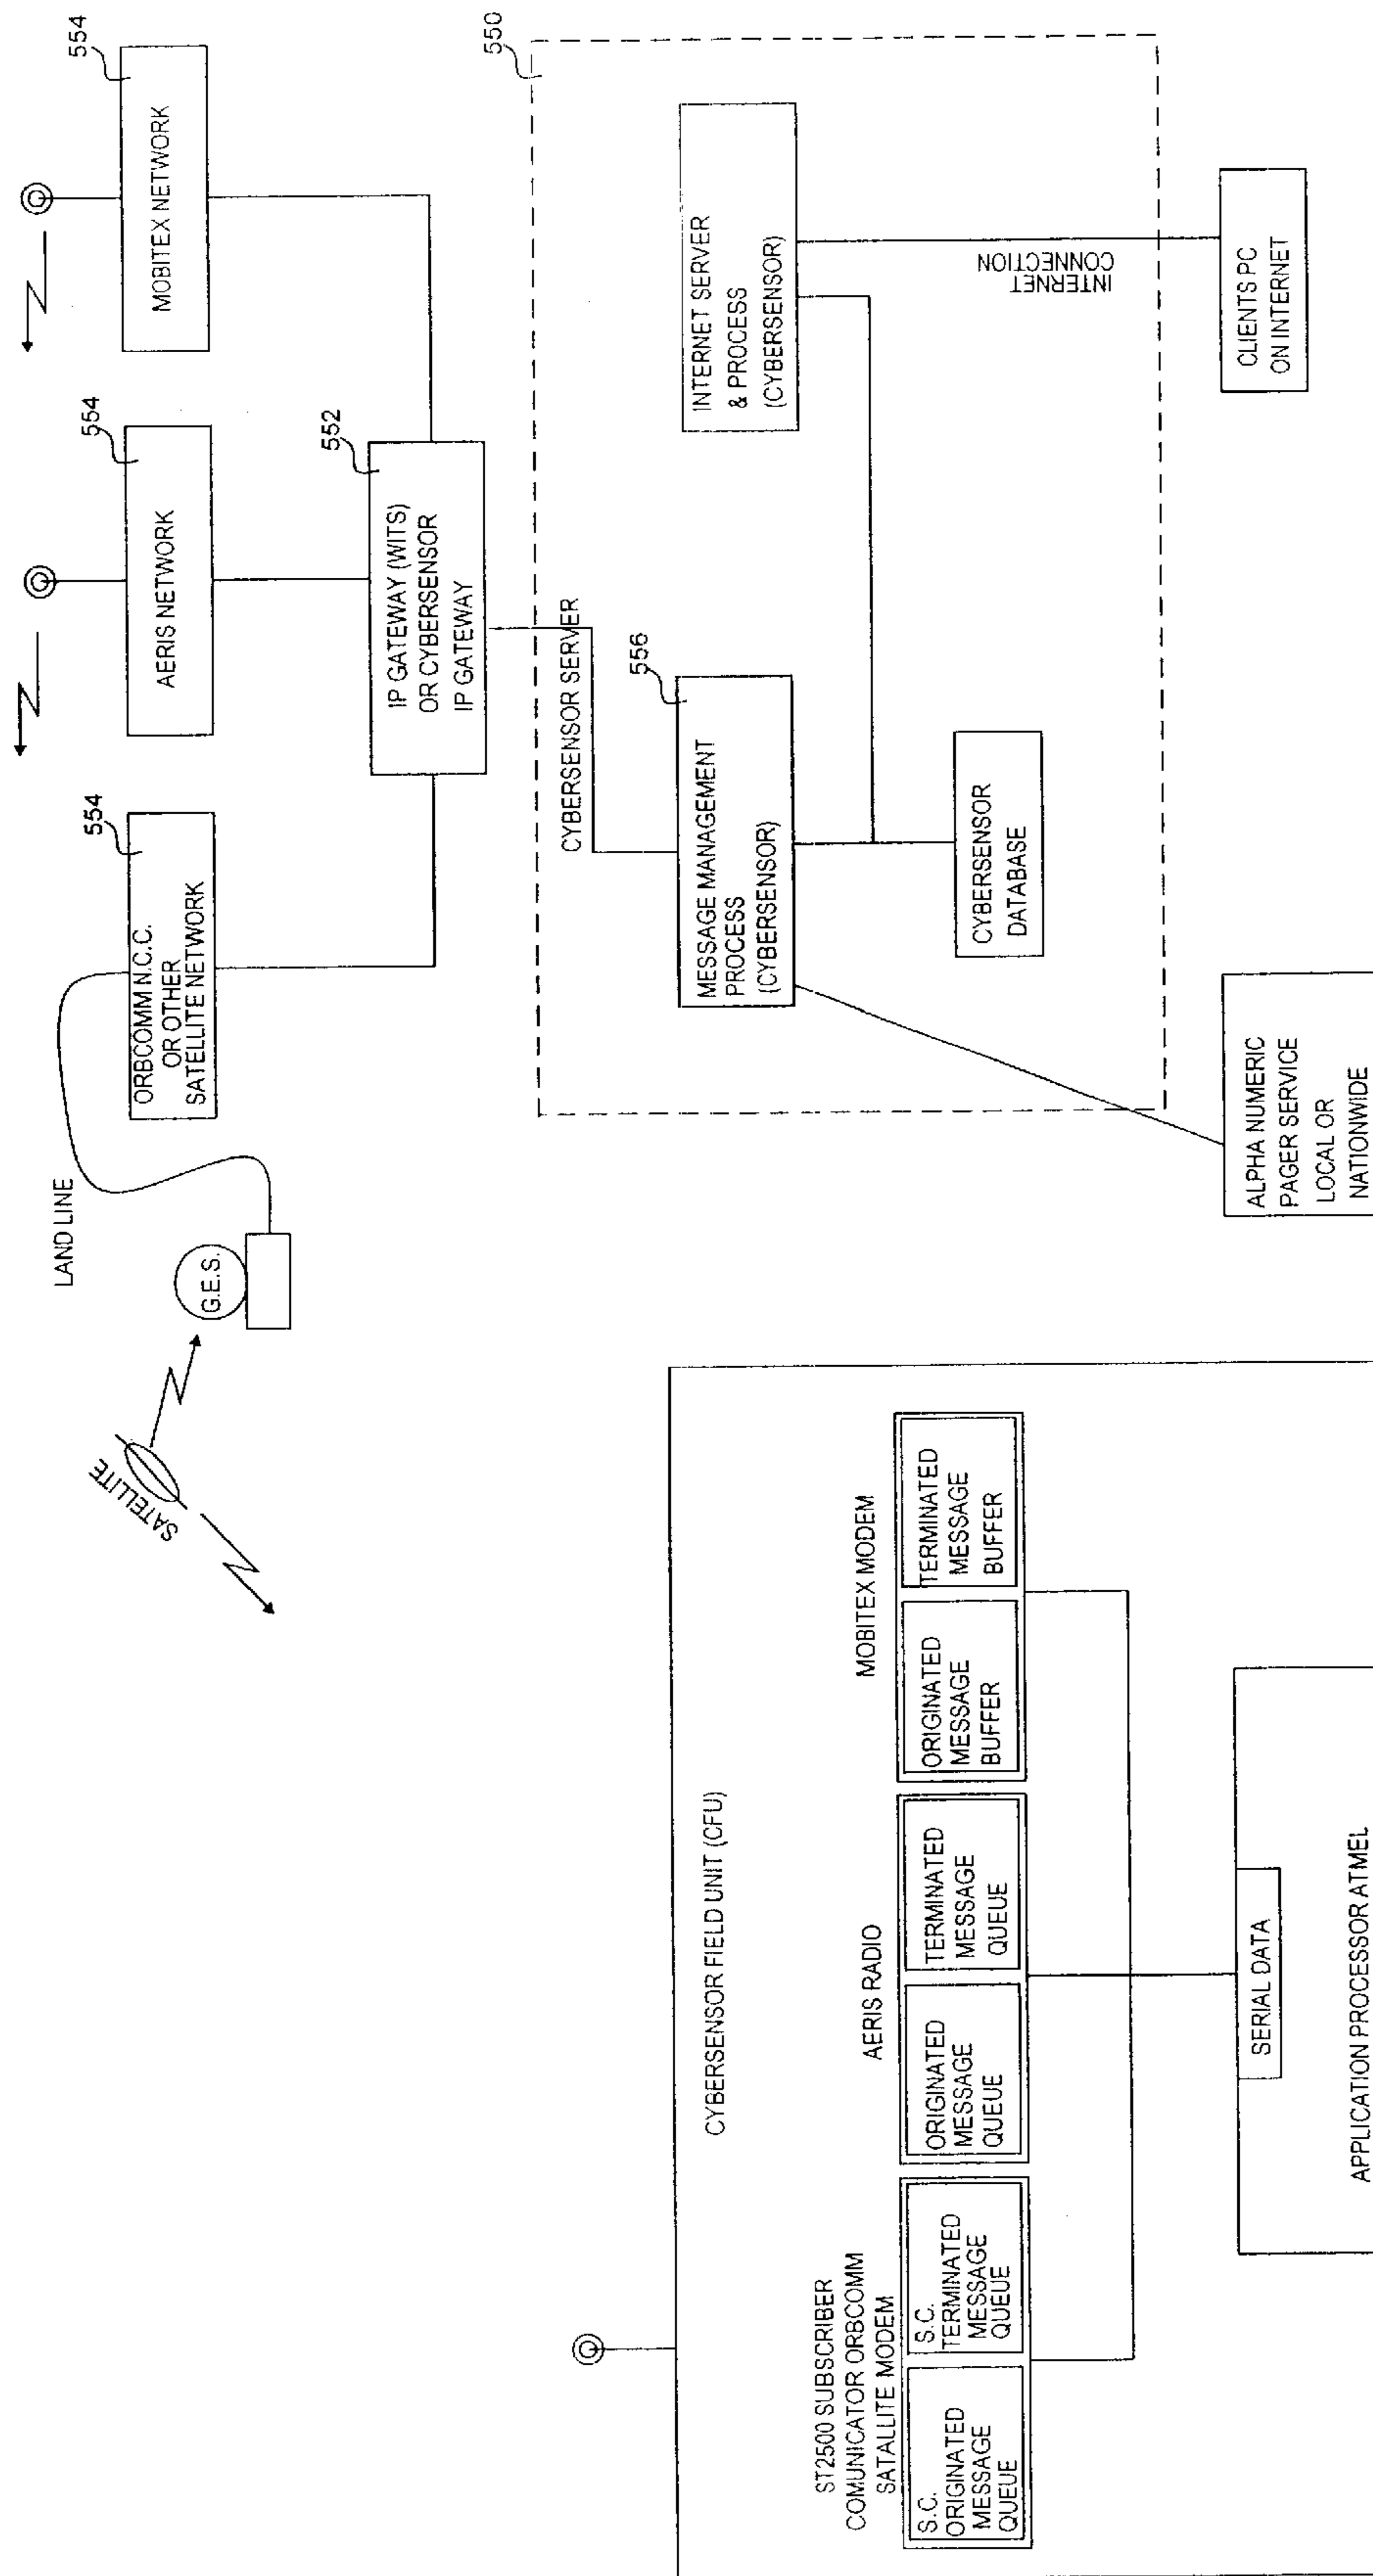 SATELLITE
G.E.S.
LAND LINE
554
ORBCOMM N.C.C.
OR OTHER
SATELLITE NETWORK
554
AERIS NETWORK
554
MOBITEX NETWORK
552
IP GATEWAY (WITS)
OR CYBERSENSOR
IP GATEWAY
550
CYBERSENSOR SERVER
556
MESSAGE MANAGEMENT
PROCESS
(CYBERSENSOR)
INTERNET SERVER
& PROCESS
(CYBERSENSOR)
CYBERSENSOR
DATABASE
INTERNET
CONNECTION
ALPHA NUMERIC
PAGER SERVICE
LOCAL OR
NATIONWIDE
CLIENTS PC
ON INTERNET
CYBERSENSOR FIELD UNIT (CFU)
ST2500 SUBSCRIBER
COMUNICATOR ORBCOMM
SATALLITE MODEM
S.C.
ORIGINATED
MESSAGE
QUEUE
S.C.
TERMINATED
MESSAGE
QUEUE
AERIS RADIO
ORIGINATED
MESSAGE
QUEUE
TERMINATED
MESSAGE
QUEUE
MOBITEX MODEM
ORIGINATED
MESSAGE
BUFFER
TERMINATED
MESSAGE
BUFFER
SERIAL DATA
APPLICATION PROCESSOR ATMEL